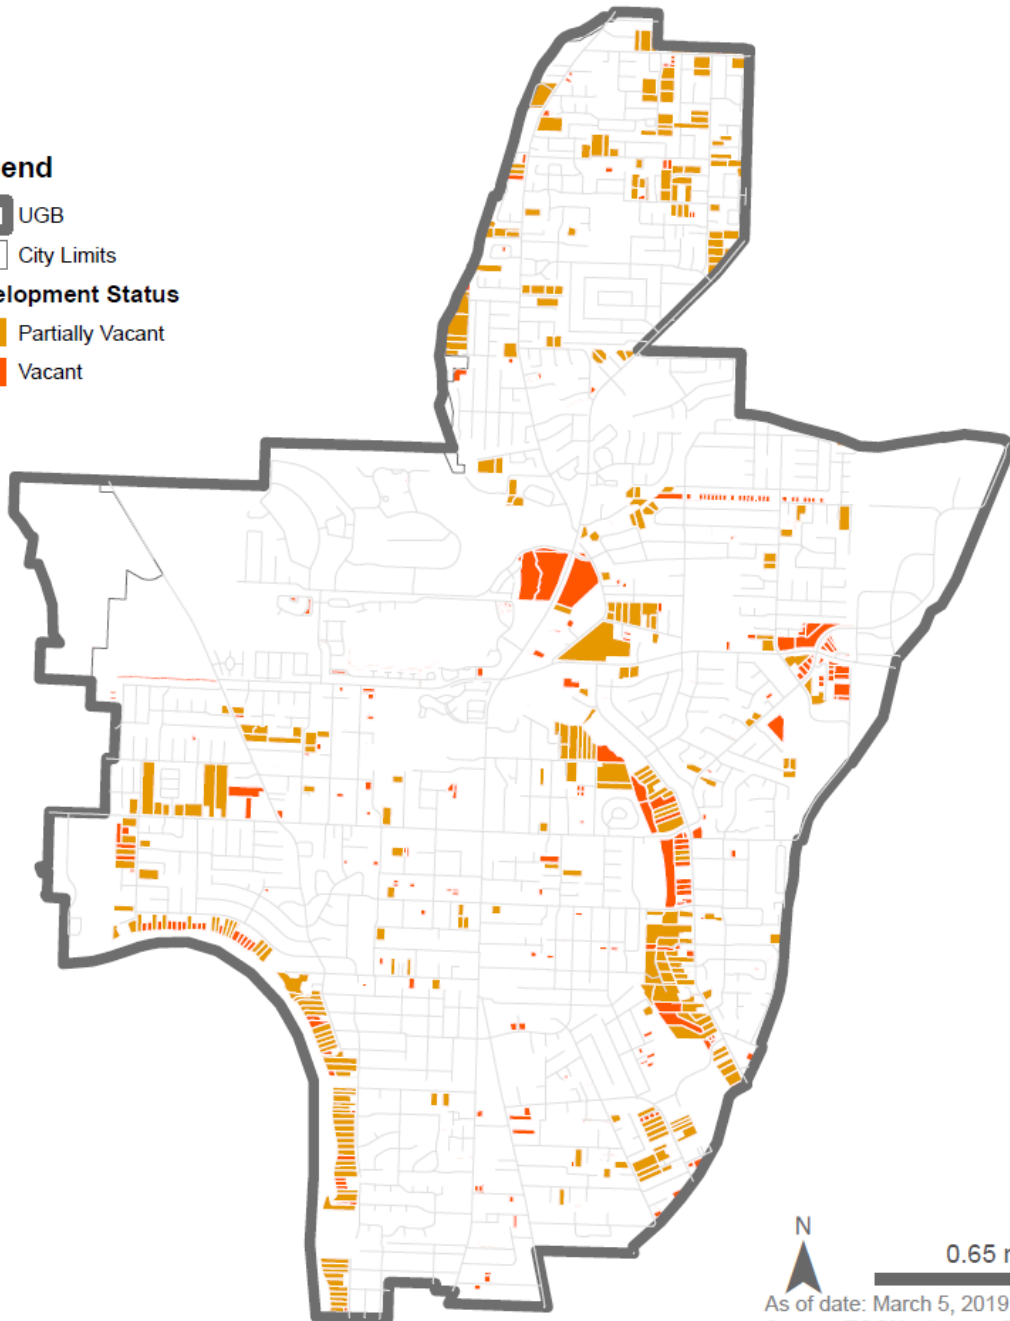 end
UGB
City Limits
elopment Status
Partially Vacant
Vacant
N
0.65
As of date: March 5, 2019